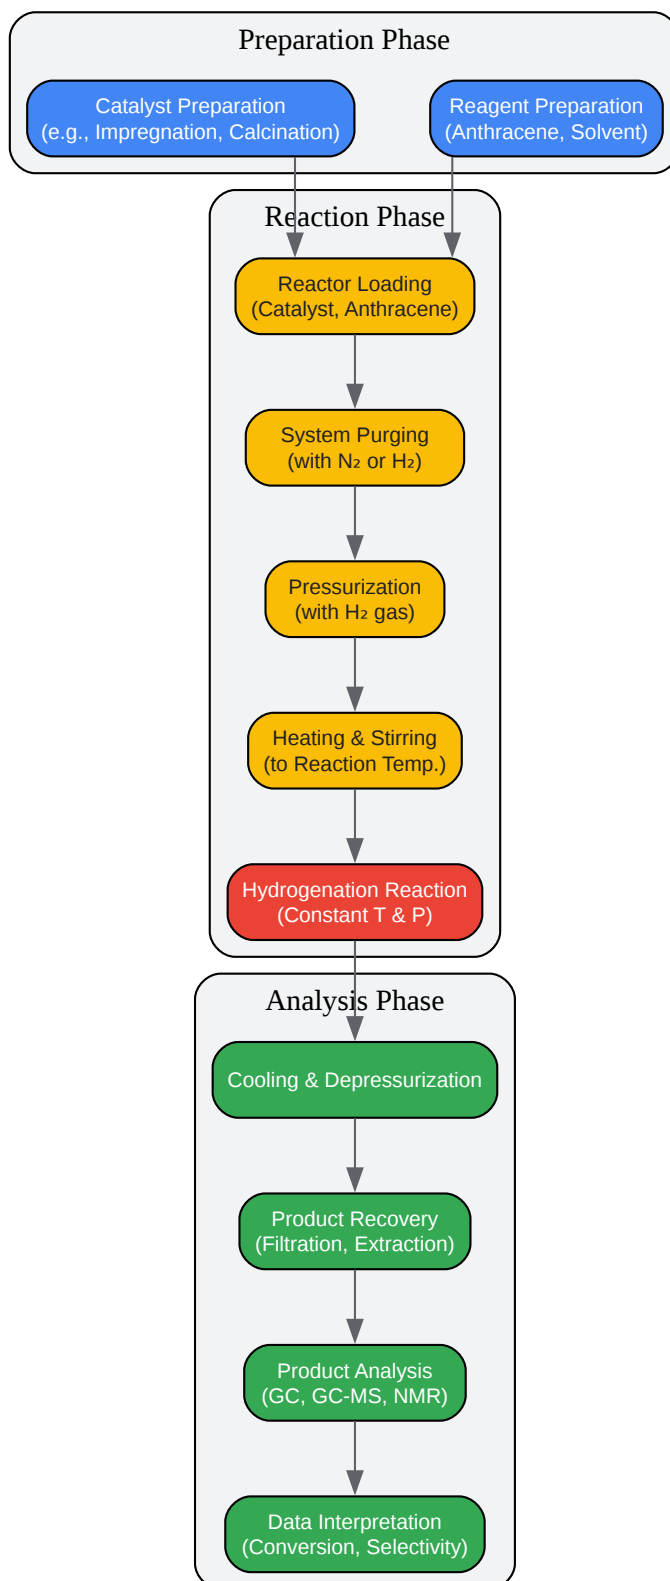 Preparation Phase
Catalyst Preparation
(e.g., Impregnation, Calcination)
Reagent Preparation
(Anthracene, Solvent)
Reaction Phase
Reactor Loading
(Catalyst, Anthracene)
System Purging
(with N₂ or H₂)
Pressurization
(with H₂ gas)
Heating & Stirring
(to Reaction Temp.)
Hydrogenation Reaction
(Constant T & P)
Analysis Phase
Cooling & Depressurization
Product Recovery
(Filtration, Extraction)
Product Analysis
(GC, GC-MS, NMR)
Data Interpretation
(Conversion, Selectivity)